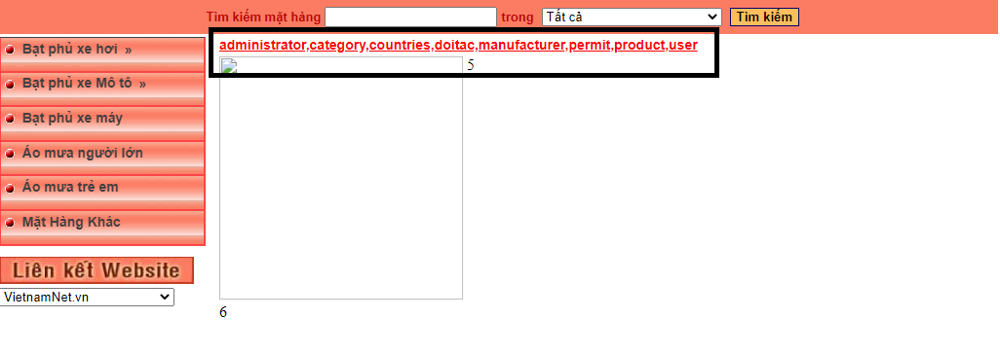 Tìm kiếm mặt hàng trong Tất cả Tìm kiếm
administrator,category,countries,doitac,manufacturer,permit,product,user
5
6
Bạt phủ xe hơi »
Bạt phủ xe Mô tô »
Bạt phủ xe máy
Áo mưa người lớn
Áo mưa trẻ em
Mặt Hàng Khác
Liên kết Website
VietnamNet.vn